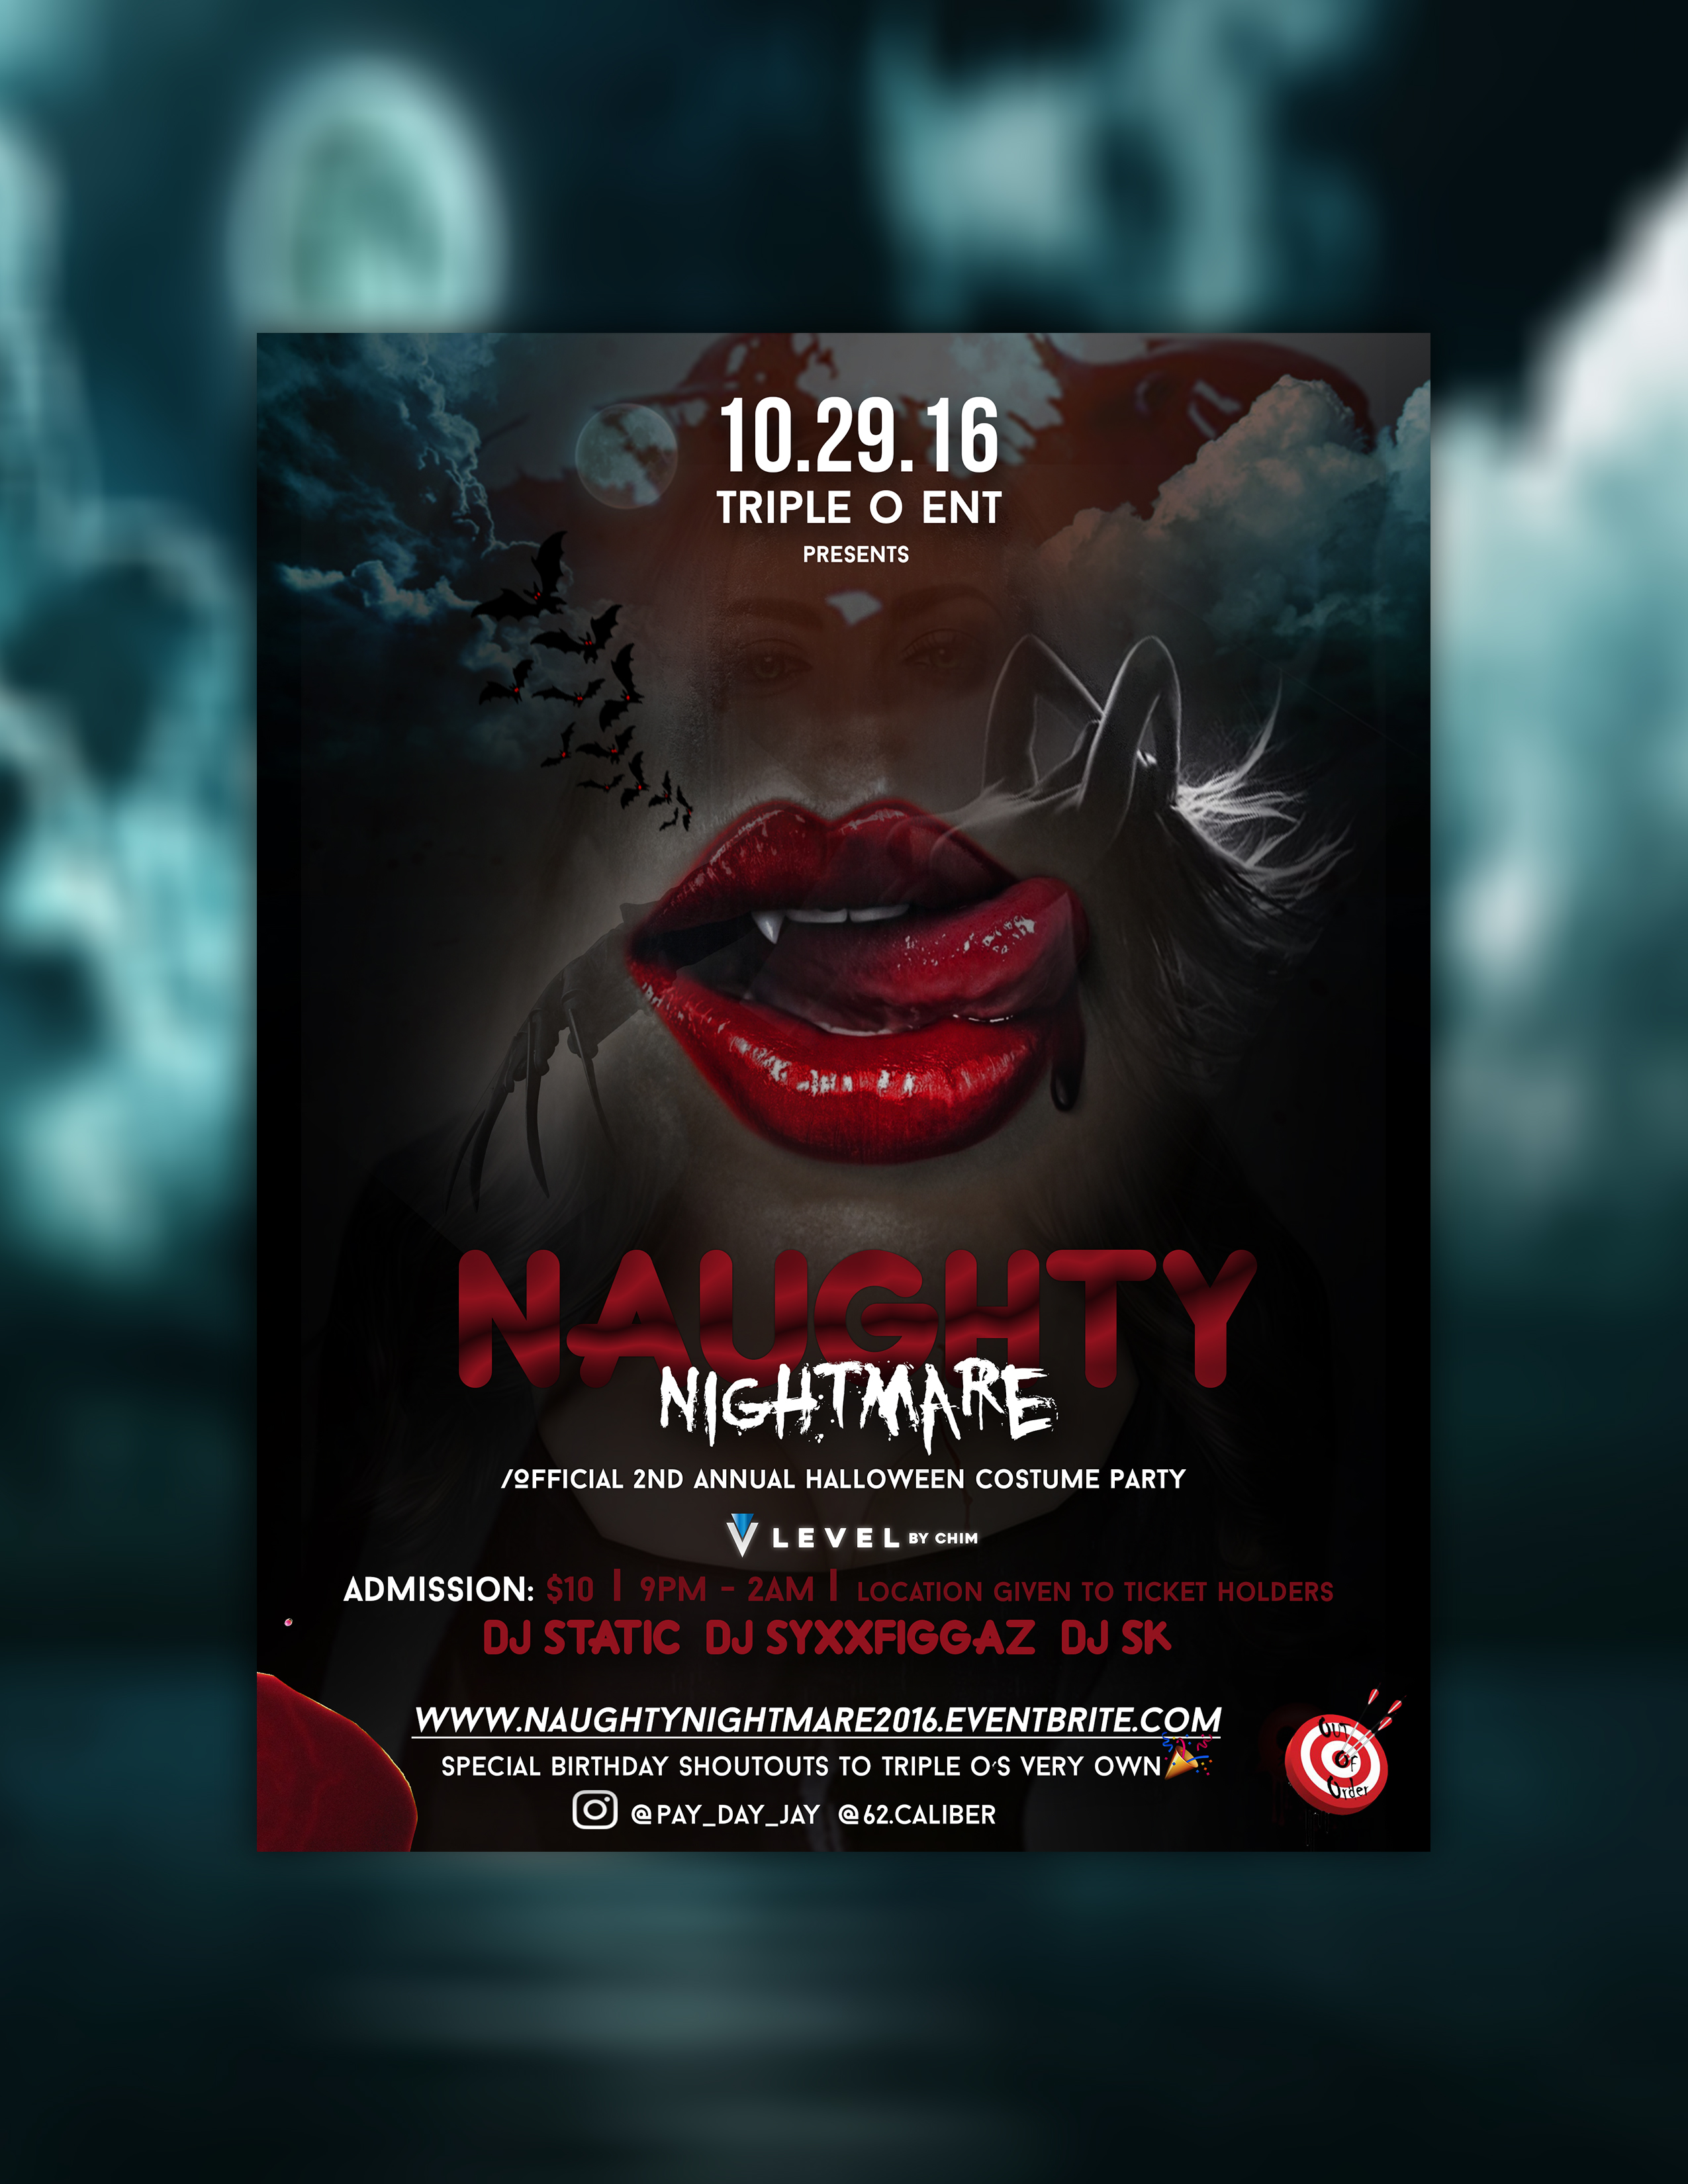 10.29.16
TRIPLE O ENT
PRESENTS
NAUGHTY
NIGHTMARE
/OFFICIAL 2ND ANNUAL HALLOWEEN COSTUME PARTY
LEVEL BY CHIM
ADMISSION: $10 | 9PM - 2AM | LOCATION GIVEN TO TICKET HOLDERS
DJ STATIC DJ SYXXFIGGAZ DJ SK
WWW.NAUGHTYNIGHTMARE2016.EVENTBRITE.COM
SPECIAL BIRTHDAY SHOUTOUTS TO TRIPLE O'S VERY OWN🎉
@PAY_DAY_JAY @62.CALIBER
Out
Of
Order